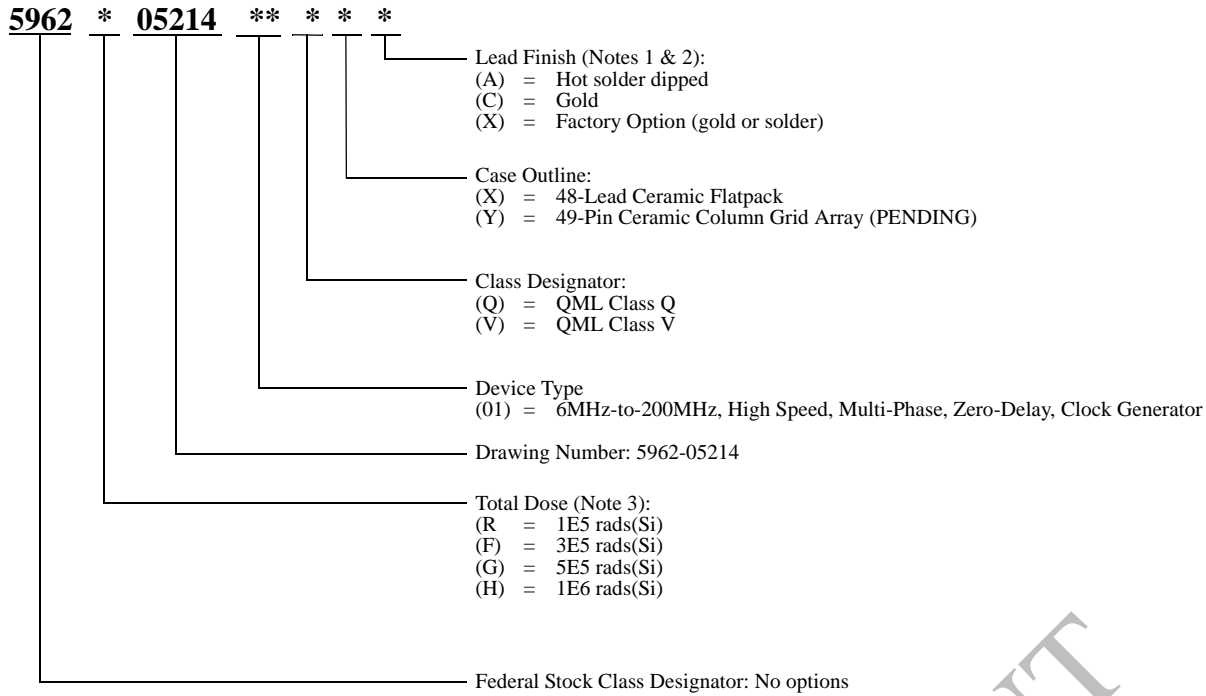 5962 * 05214 ** * * *
Lead Finish (Notes 1 & 2):
(A) = Hot solder dipped
(C) = Gold
(X) = Factory Option (gold or solder)
Case Outline:
(X) = 48-Lead Ceramic Flatpack
(Y) = 49-Pin Ceramic Column Grid Array (PENDING)
Class Designator:
(Q) = QML Class Q
(V) = QML Class V
Device Type
(01) = 6MHz-to-200MHz, High Speed, Multi-Phase, Zero-Delay, Clock Generator
Drawing Number: 5962-05214
Total Dose (Note 3):
(R = 1E5 rads(Si)
(F) = 3E5 rads(Si)
(G) = 5E5 rads(Si)
(H) = 1E6 rads(Si)
Federal Stock Class Designator: No options